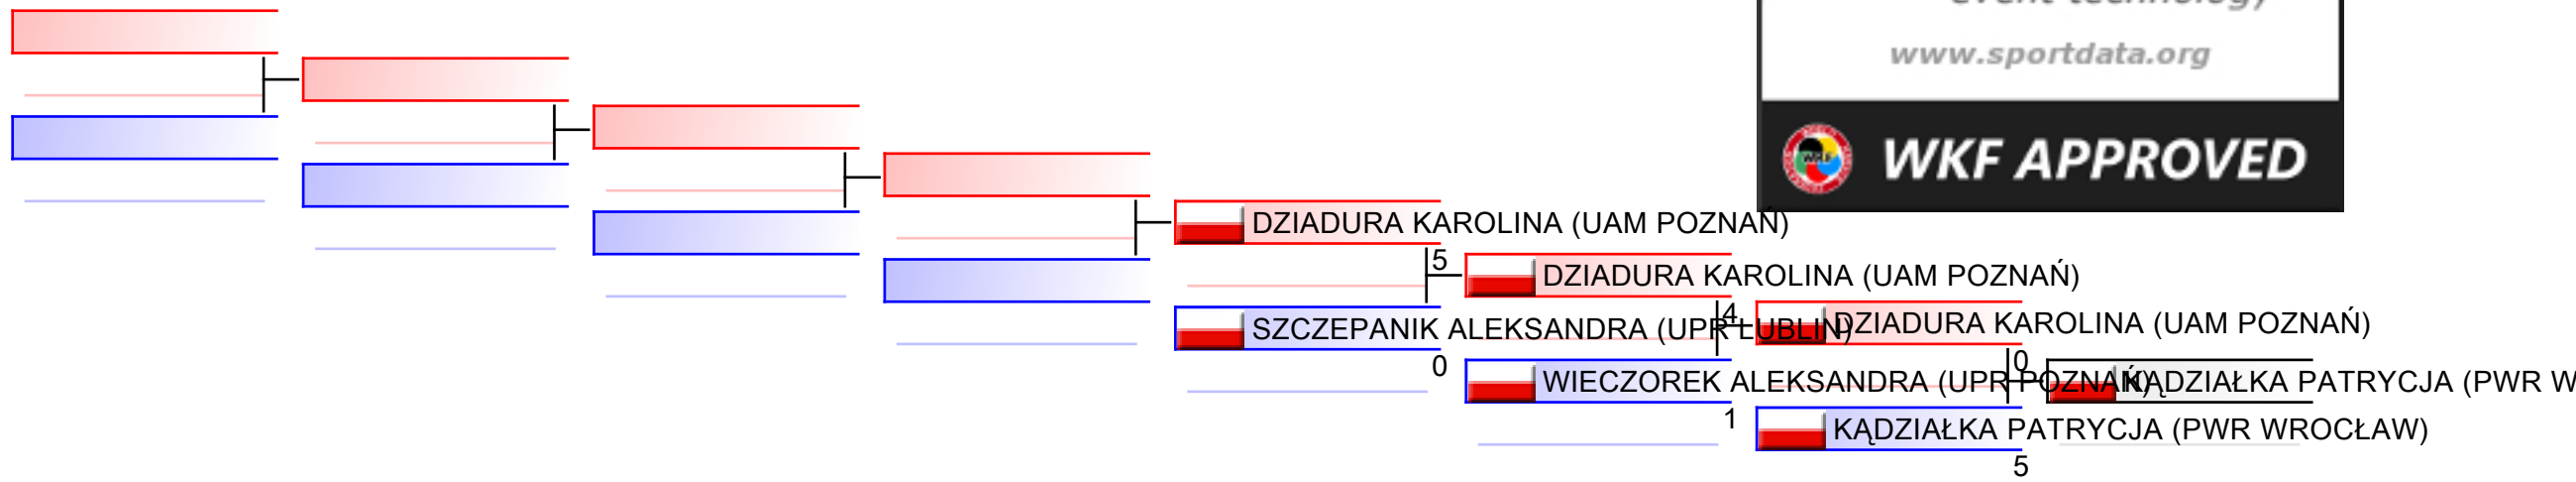 event technology
www.sportdata.org
WKF APPROVED
DZIADURA KAROLINA (UAM POZNAŃ)
5
DZIADURA KAROLINA (UAM POZNAŃ)
4
DZIADURA KAROLINA (UAM POZNAŃ)
SZCZEPANIK ALEKSANDRA (UPR LUBLIN)
0
0
WIECZOREK ALEKSANDRA (UPR POZNAŃ)
KĄDZIAŁKA PATRYCJA (PWR W
1
KĄDZIAŁKA PATRYCJA (PWR WROCŁAW)
5